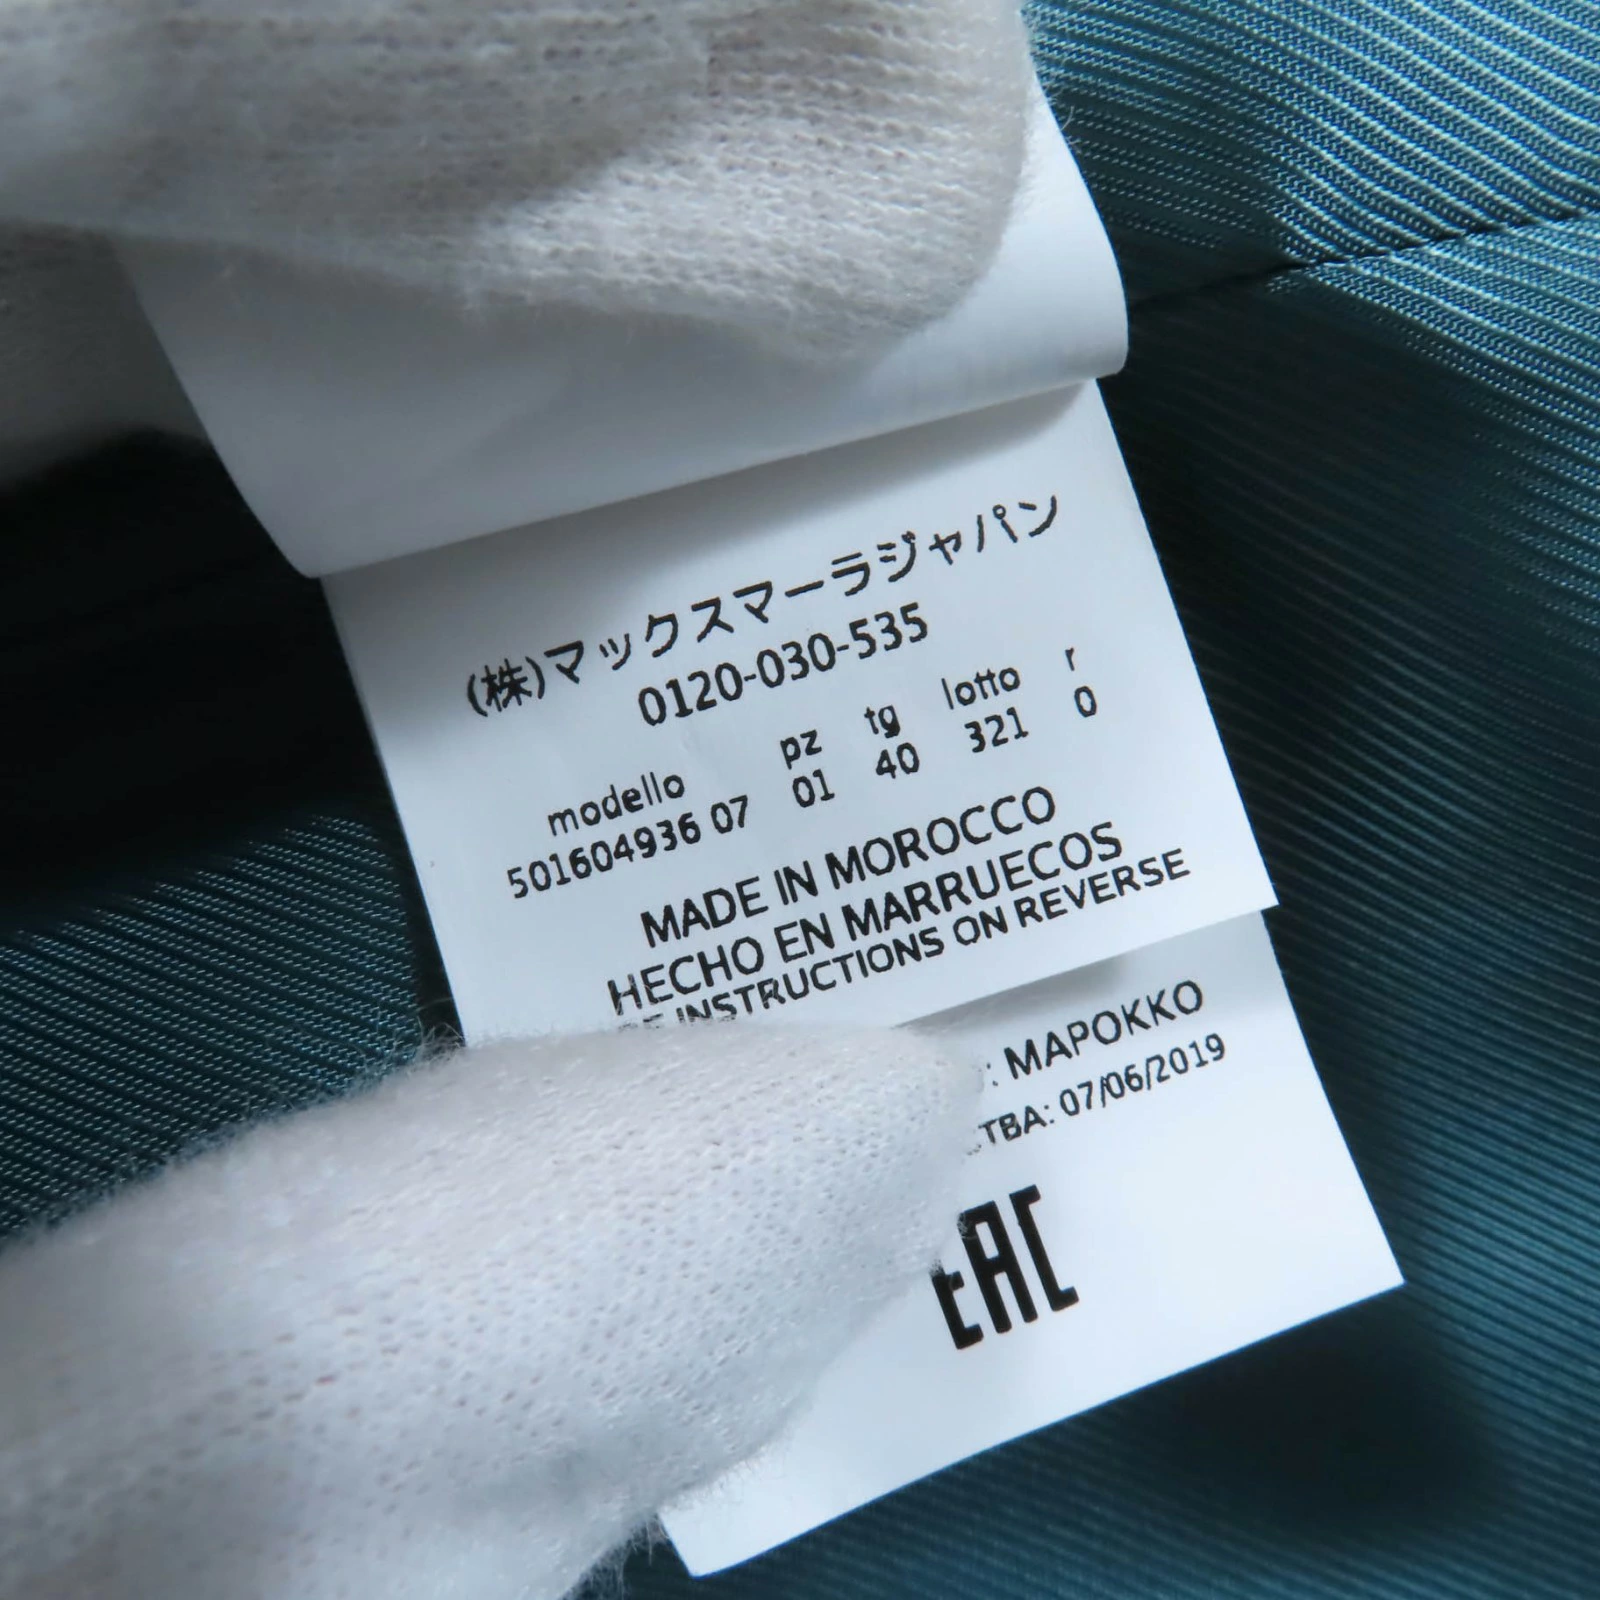 (株)マックスマーラジャパン
0120-030-535
modello pz tg lotto r
501604936 07 01 40 321 0
MADE IN MOROCCO
HECHO EN MARRUECOS
INSTRUCTIONS ON REVERSE
: МАРОККО
ТВА: 07/06/2019
EAC